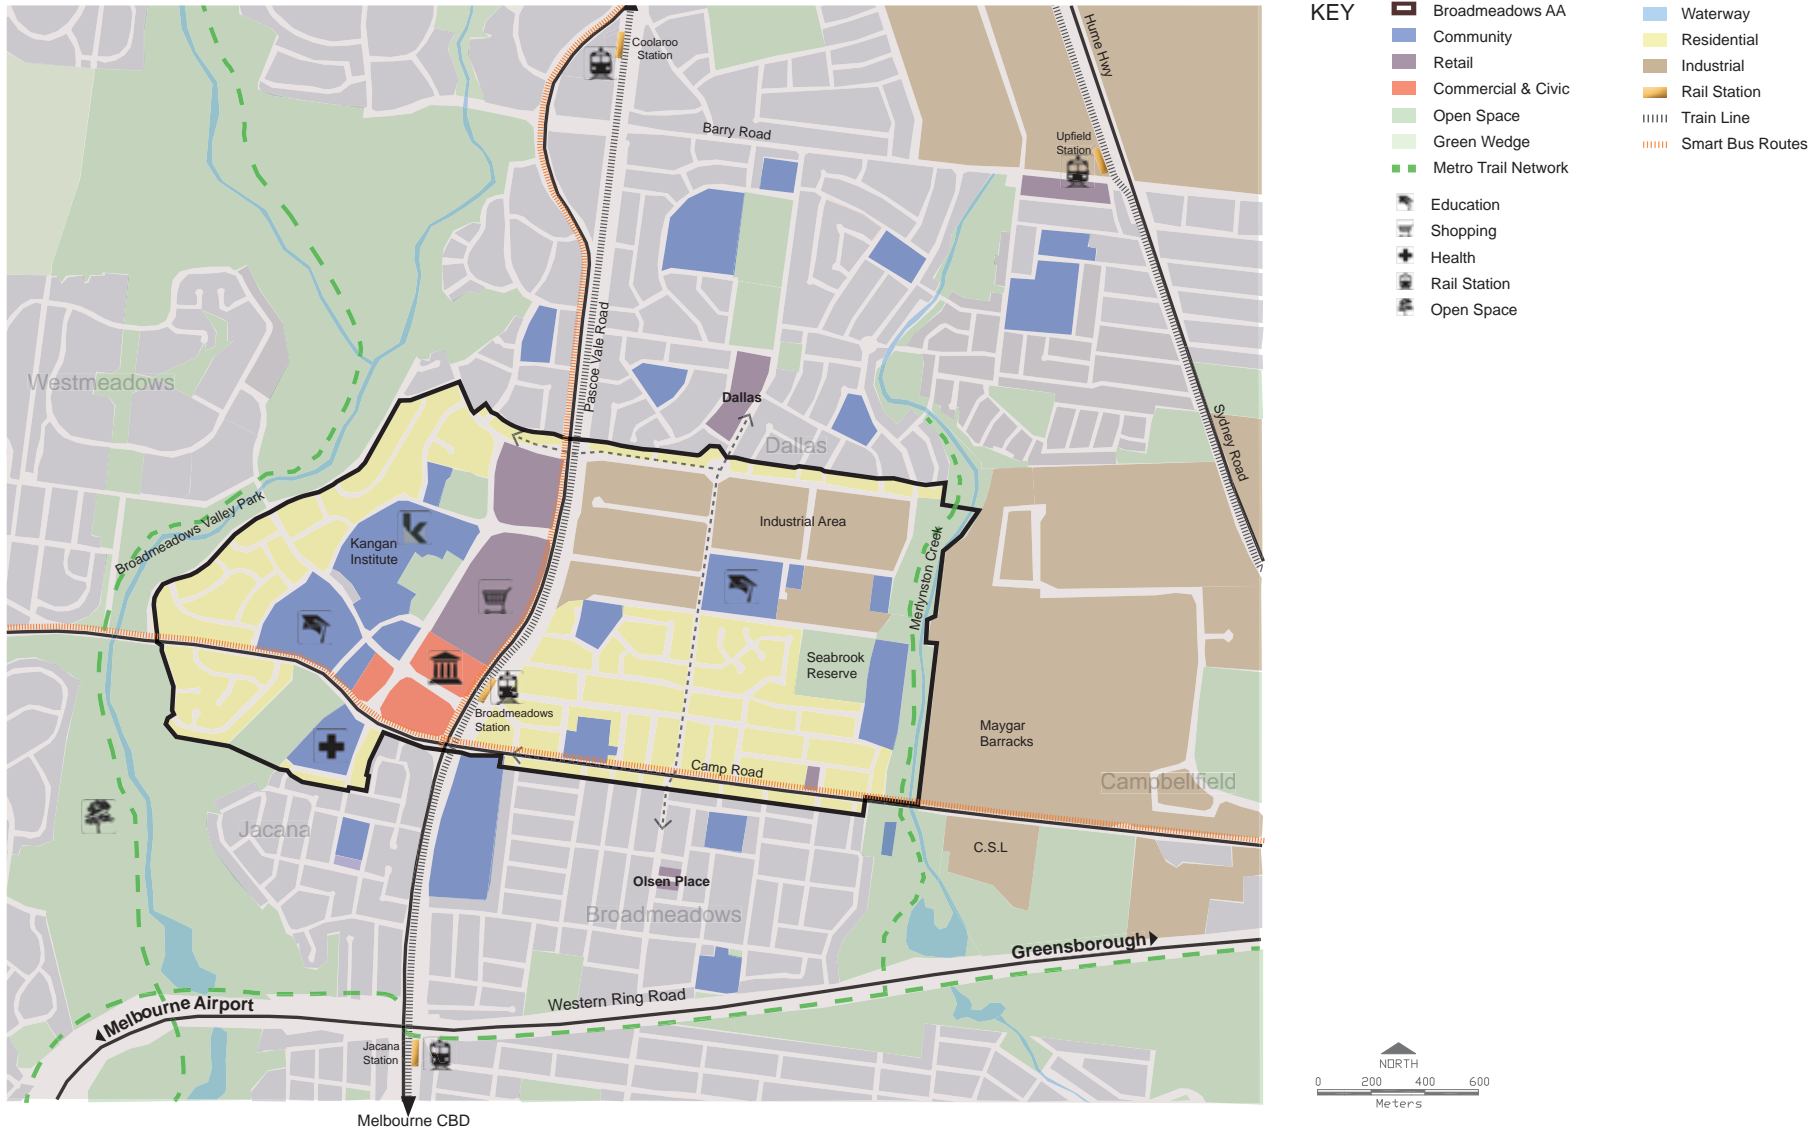 KEY
Broadmeadows AA
Community
Retail
Commercial & Civic
Open Space
Green Wedge
Metro Trail Network
Education
Shopping
Health
Rail Station
Open Space
Waterway
Residential
Industrial
Rail Station
Train Line
Smart Bus Routes
Coolaroo
Station
Hume Hwy
Barry Road
Upfield
Station
Pascoe Vale Road
Westmeadows
Dallas
Dallas
Sydney Road
Broadmeadows Valley Park
Industrial Area
Kangan
Institute
Merlynston Creek
Seabrook
Reserve
Broadmeadows
Station
Maygar
Barracks
Camp Road
Campbellfield
Jacana
C.S.L
Olsen Place
Broadmeadows
Greensborough
Western Ring Road
Melbourne Airport
Jacana
Station
Melbourne CBD
NORTH
0 200 400 600
Meters